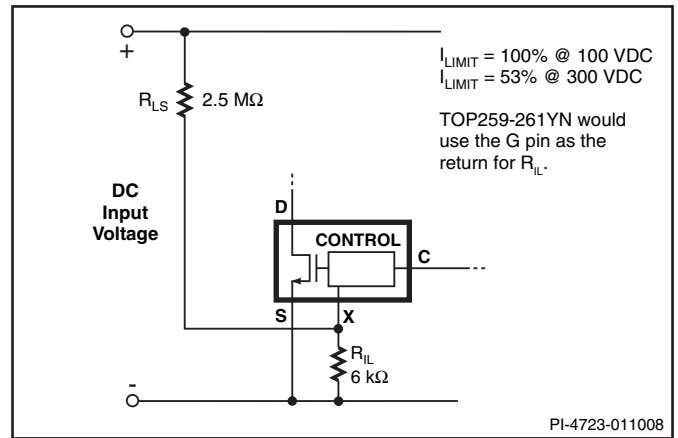 +
I_LIMIT = 100% @ 100 VDC
I_LIMIT = 53% @ 300 VDC
R_LS 2.5 MΩ
TOP259-261YN would
use the G pin as the
return for R_IL.
DC
Input
Voltage
D
CONTROL
C
S
X
R_IL
6 kΩ
-
PI-4723-011008